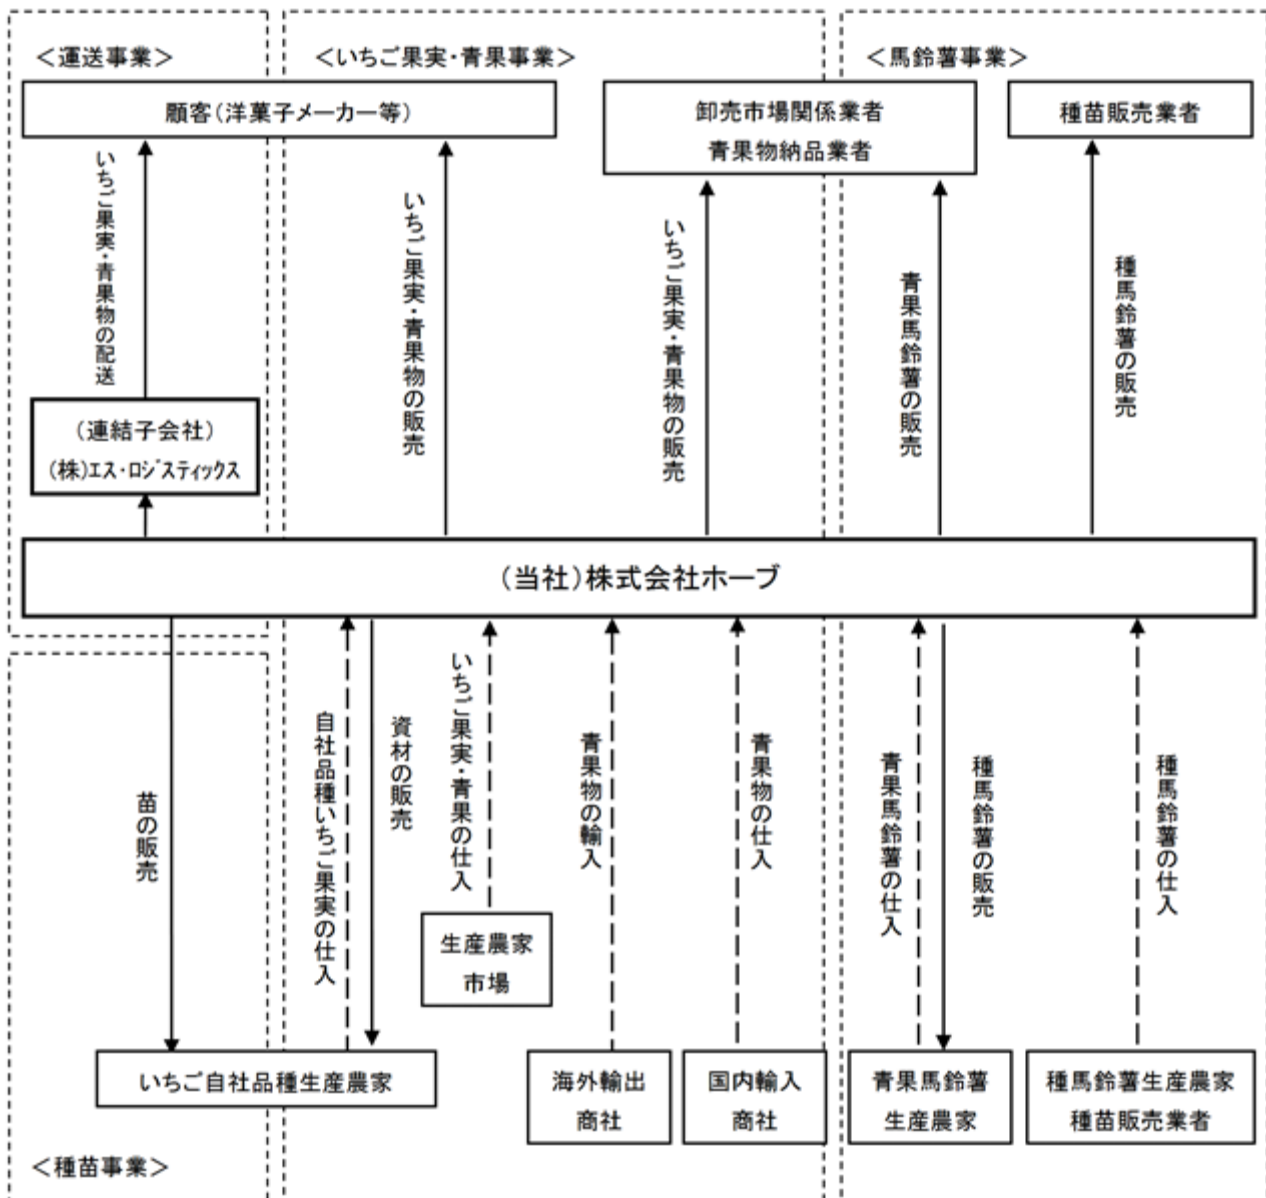 ＜運送事業＞
＜いちご果実・青果事業＞
＜馬鈴薯事業＞
顧客（洋菓子メーカー等）
卸売市場関係業者
青果物納品業者
種苗販売業者
いちご果実・青果物の配送
いちご果実・青果物の販売
いちご果実・青果物の販売
青果馬鈴薯の販売
種馬鈴薯の販売
（連結子会社）
(株)ｴｽ・ﾛｼﾞｽﾃｨｯｸｽ
（当社）株式会社ホーブ
苗の販売
自社品種いちご果実の仕入
資材の販売
いちご果実・青果の仕入
青果物の輸入
青果物の仕入
青果馬鈴薯の仕入
種馬鈴薯の販売
種馬鈴薯の仕入
生産農家
市場
いちご自社品種生産農家
海外輸出
商社
国内輸入
商社
青果馬鈴薯
生産農家
種馬鈴薯生産農家
種苗販売業者
＜種苗事業＞